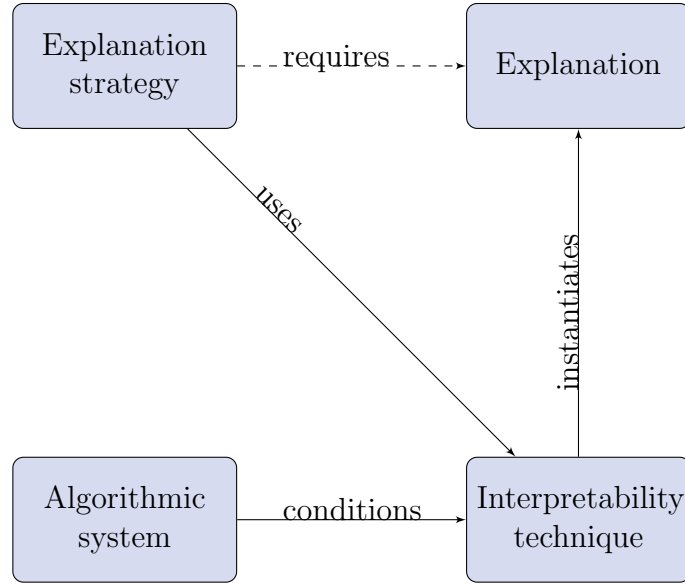 Explanation
strategy
requires
Explanation
uses
instantiates
Algorithmic
system
conditions
Interpretability
technique